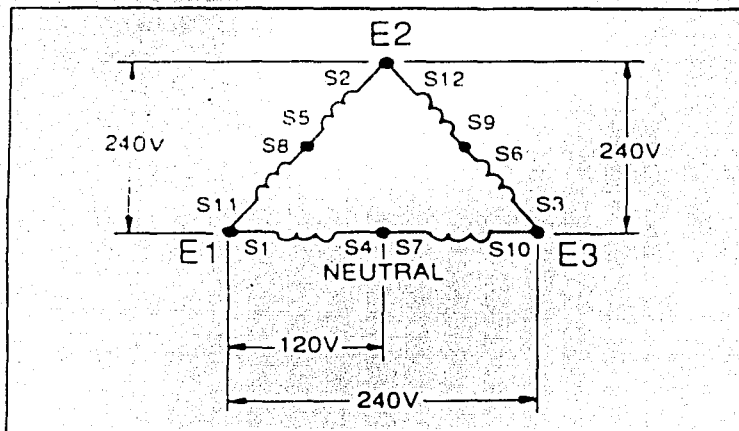 E2
S2 S12
S5 S9
240V S8 S6 240V
S11 S3
E1 S1 S4 S7 S10 E3
NEUTRAL
120V
240V